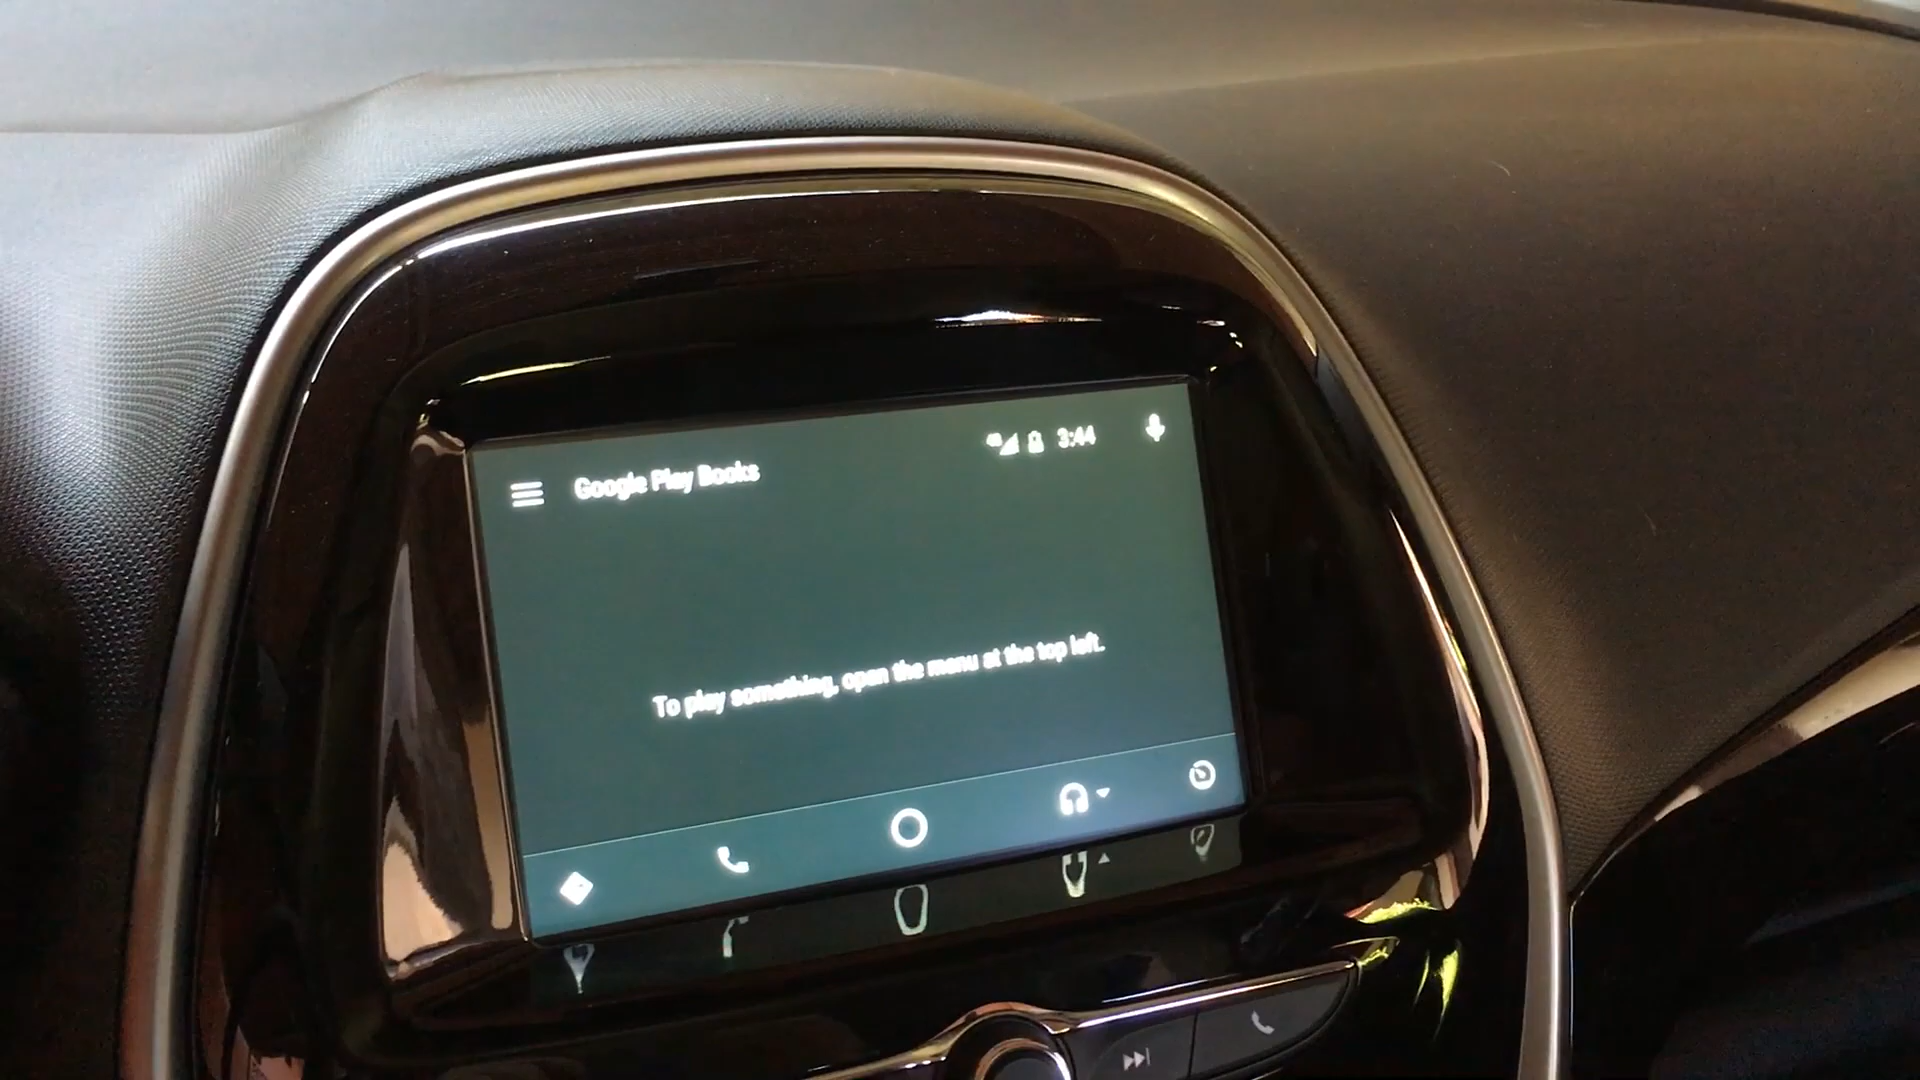 3:44
Google Play Books
To play something, open the menu at the top left.